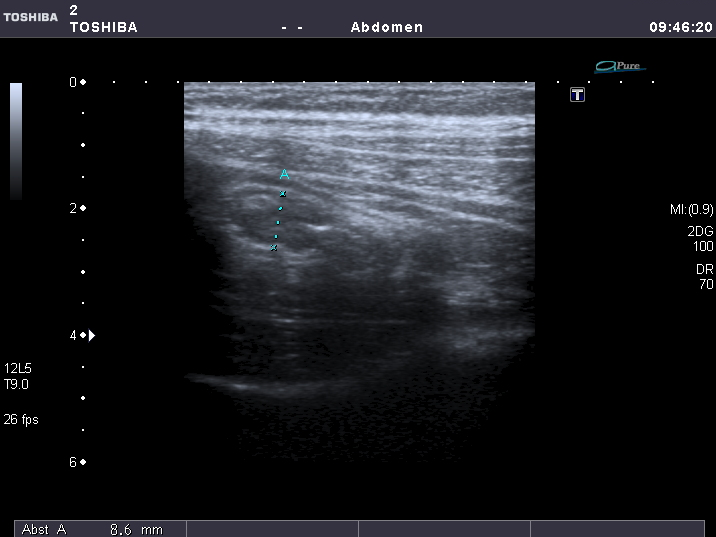 TOSHIBA
2
TOSHIBA - - Abdomen 09:46:20
aPure
T
0
A
2
4
6
MI:(0.9)
2DG
100
DR
70
12L5
T9.0
26 fps
Abst A 8.6 mm